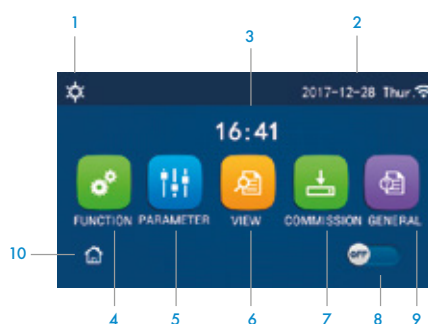 1
2
3
2017-12-28 Thur.
16:41
FUNCTION PARAMETER VIEW COMMISSION GENERAL
OFF
10
4 5 6 7 8 9